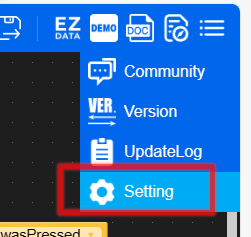 EZ
DATA
DEMO
DOC
Community
VER.
Version
UpdateLog
Setting
wasPressed